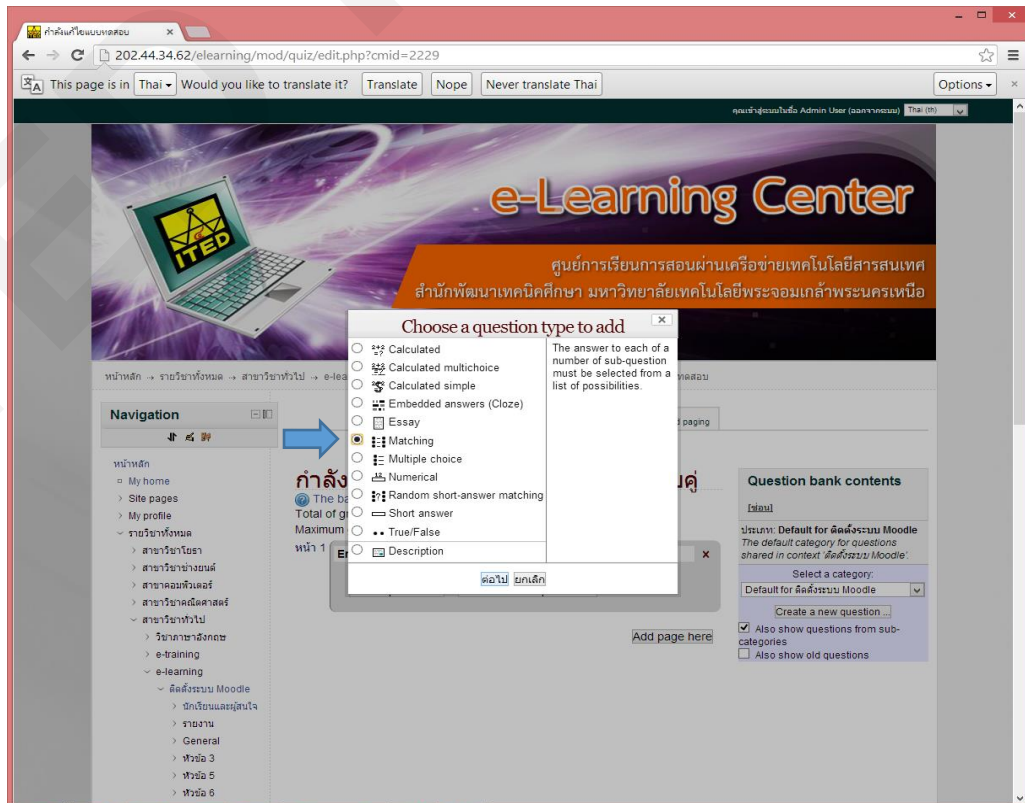 กำลังแก้ไขแบบทดสอบ
202.44.34.62/elearning/mod/quiz/edit.php?cmid=2229
This page is in Thai Would you like to translate it? Translate Nope Never translate Thai Options
คุณเข้าสู่ระบบในชื่อ Admin User (ออกจากระบบ) Thai (th)
e-Learning Center
ITED
ศูนย์การเรียนการสอนผ่านเครือข่ายเทคโนโลยีสารสนเทศ
สำนักพัฒนาเทคนิคศึกษา มหาวิทยาลัยเทคโนโลยีพระจอมเกล้าพระนครเหนือ
หน้าหลัก → รายวิชาทั้งหมด → สาขาวิชาทั่วไป → e-lea
ทดสอบ
Choose a question type to add
Calculated
Calculated multichoice
Calculated simple
Embedded answers (Cloze)
Essay
Matching
Multiple choice
Numerical
Random short-answer matching
Short answer
True/False
Description
The answer to each of a
number of sub-question
must be selected from a
list of possibilities.
ต่อไป ยกเลิก
Navigation
หน้าหลัก
My home
Site pages
My profile
รายวิชาทั้งหมด
สาขาวิชาโยธา
สาขาวิชาช่างยนต์
สาขาคอมพิวเตอร์
สาขาวิชาคณิตศาสตร์
สาขาวิชาทั่วไป
วิชาภาษาอังกฤษ
e-training
e-learning
ติดตั้งระบบ Moodle
นักเรียนและผู้สนใจ
รายงาน
General
หัวข้อ 3
หัวข้อ 5
หัวข้อ 6
paging
กำลัง
บคู่
The ba
Total of gr
Maximum
หน้า 1
Add page here
Question bank contents
[ซ่อน]
ประเภท: Default for ติดตั้งระบบ Moodle
The default category for questions
shared in context 'ติดตั้งระบบ Moodle'.
Select a category:
Default for ติดตั้งระบบ Moodle
Create a new question ...
Also show questions from sub-
categories
Also show old questions